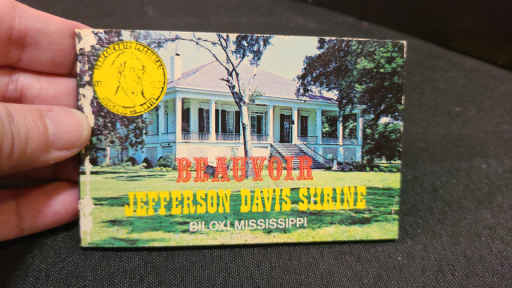 BEAUVOIR
JEFFERSON DAVIS SHRINE
BILOXI, MISSISSIPPI